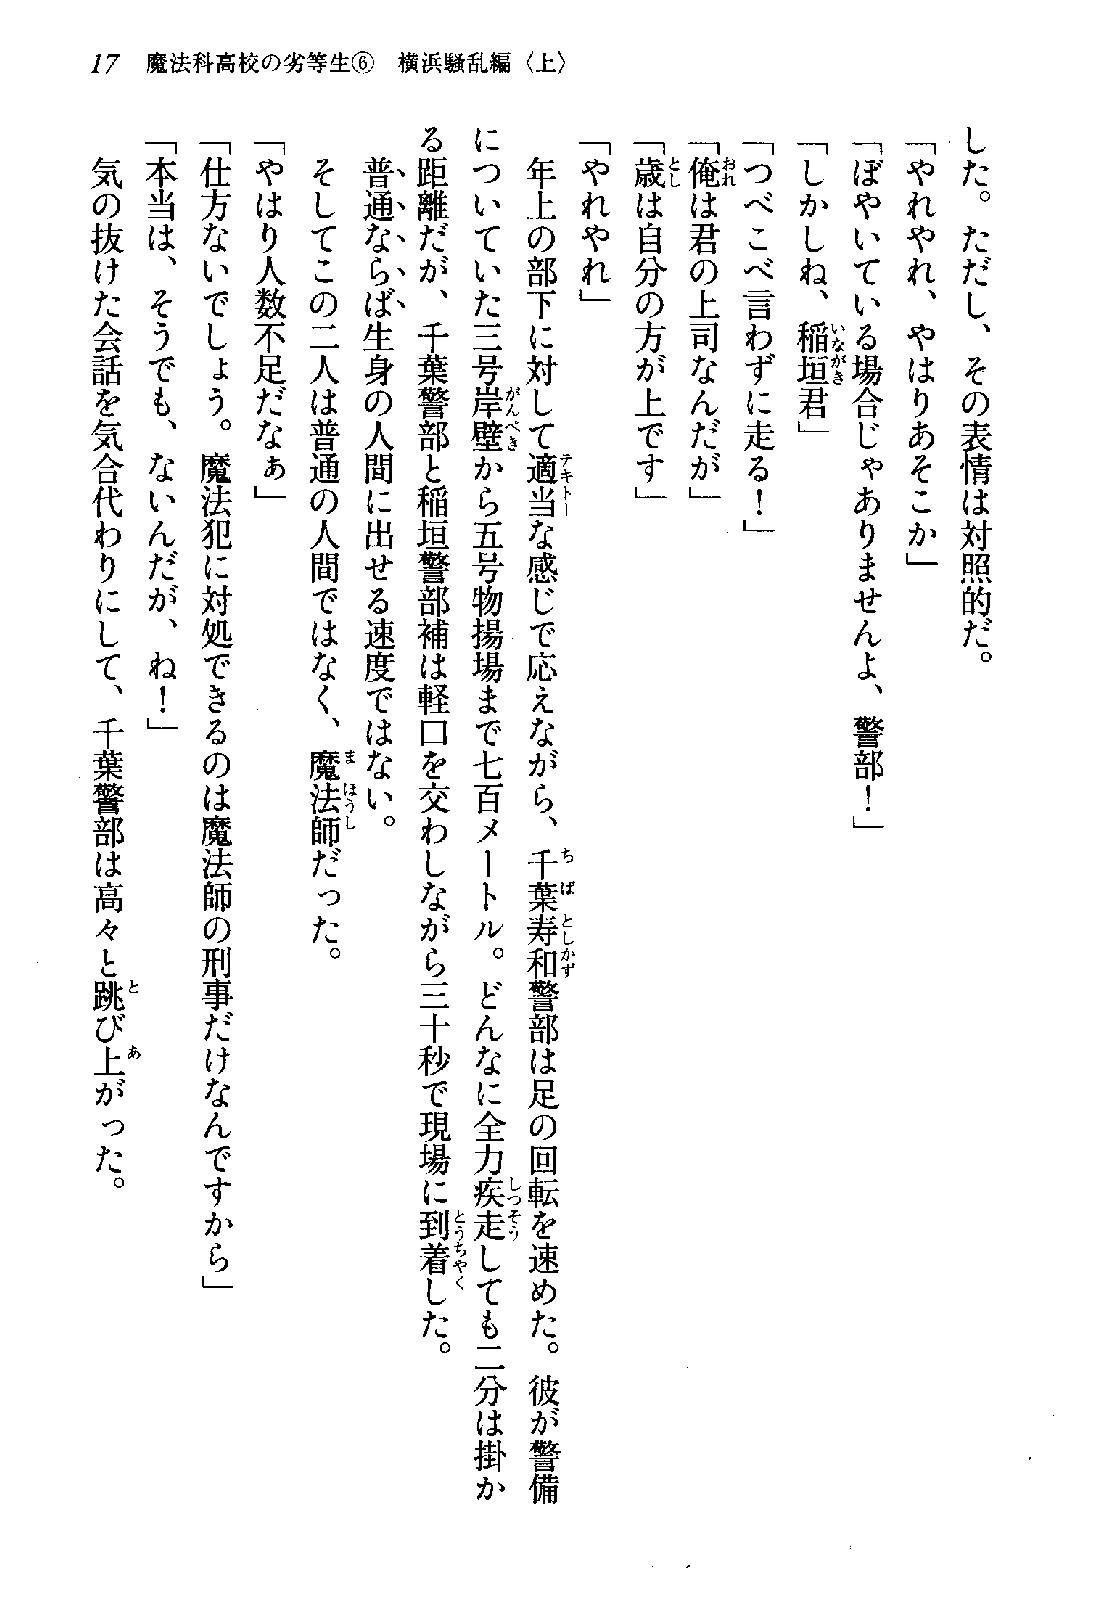 17　魔法科高校の劣等生⑥　横浜騒乱編〈上〉
した。ただし、その表情は対照的だ。
「やれやれ、やはりあそこか」
「ぼやいている場合じゃありませんよ、警部！」
「しかしね、稲垣君」
「つべこべ言わずに走る！」
「俺は君の上司なんだが」
「歳は自分の方が上です」
「やれやれ」
　年上の部下に対して適当な感じで応えながら、千葉寿和警部は足の回転を速めた。彼が警備
についていた三号岸壁から五号物揚場まで七百メートル。どんなに全力疾走しても二分は掛か
る距離だが、千葉警部と稲垣警部補は軽口を交わしながら三十秒で現場に到着した。
　普通ならば生身の人間に出せる速度ではない。
　そしてこの二人は普通の人間ではなく、魔法師だった。
「やはり人数不足だなぁ」
「仕方ないでしょう。魔法犯に対処できるのは魔法師の刑事だけなんですから」
「本当は、そうでも、ないんだが、ね！」
　気の抜けた会話を気合代わりにして、千葉警部は高々と跳び上がった。